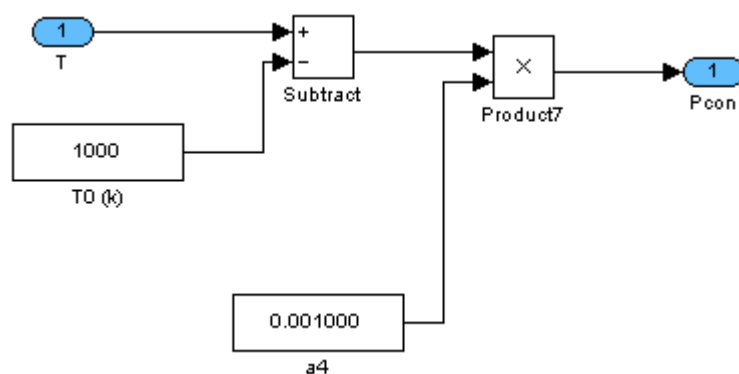 1
T
+
−
Subtract
1000
T0 (k)
×
Product7
1
Pcon
0.001000
a4